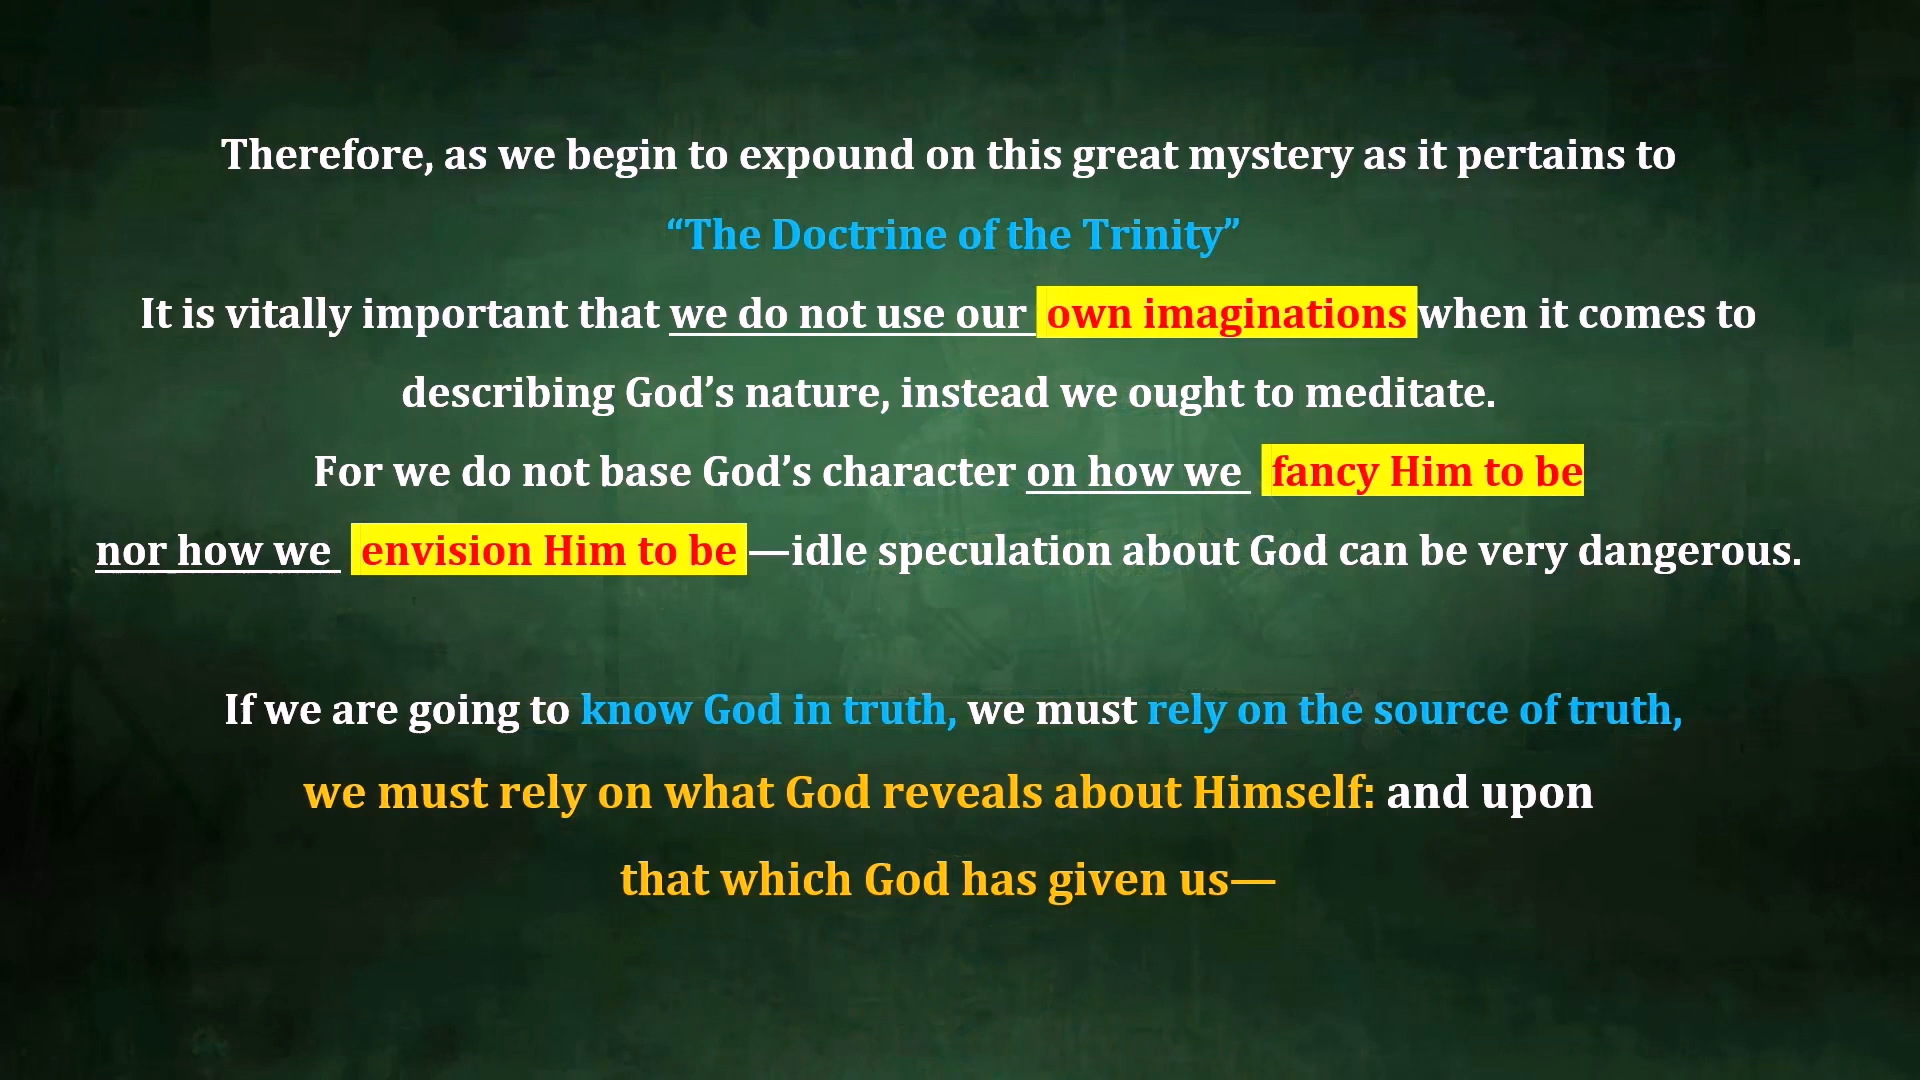 Therefore, as we begin to expound on this great mystery as it pertains to
“The Doctrine of the Trinity”
It is vitally important that we do not use our own imaginations when it comes to
describing God’s nature, instead we ought to meditate.
For we do not base God’s character on how we fancy Him to be
nor how we envision Him to be —idle speculation about God can be very dangerous.
If we are going to know God in truth, we must rely on the source of truth,
we must rely on what God reveals about Himself: and upon
that which God has given us—